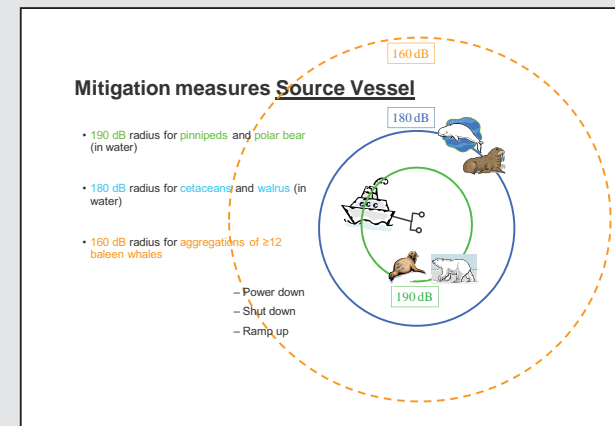 160 dB
Mitigation measures Source Vessel
180 dB
• 190 dB radius for pinnipeds and polar bear
(in water)
• 180 dB radius for cetaceans and walrus (in
water)
• 160 dB radius for aggregations of ≥12
baleen whales
– Power down
– Shut down
– Ramp up
190 dB